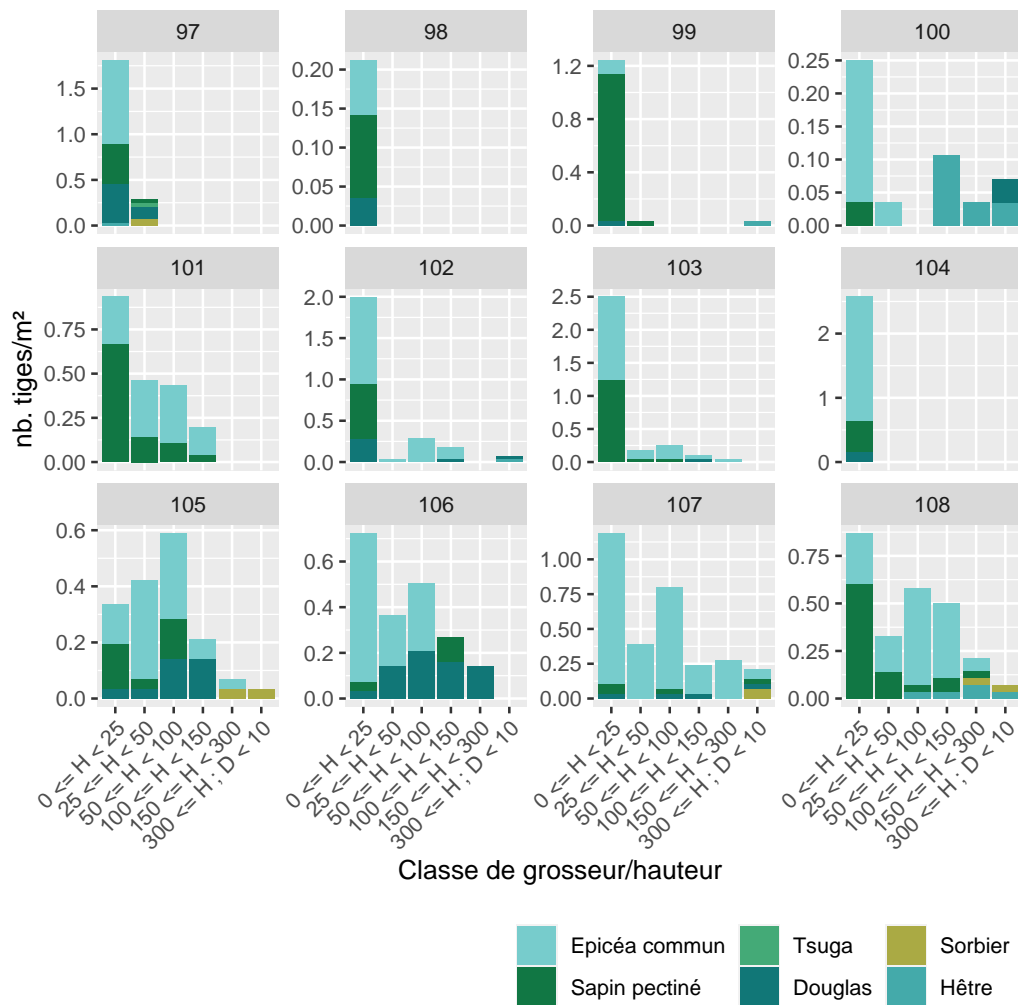 97 98 99 100
1.5 0.20 1.2 0.25
0.20
1.0 0.15 0.9 0.15
0.10 0.6 0.10
0.5 0.05 0.3 0.05
0.0 0.00 0.0 0.00
101 102 103 104
0.75 2.0 2.5 2
1.5 2.0
0.50 1.0 1.5 1
0.25 0.5 1.0
0.5
0.00 0.0 0.0 0
nb. tiges/m²
105 106 107 108
0.6 0.6 1.00 0.75
0.4 0.4 0.75 0.50
0.2 0.2 0.50 0.25
0.25
0.0 0.0 0.00 0.00
0 <= H < 25 0 <= H < 25 0 <= H < 25 0 <= H < 25
25 <= H < 50 25 <= H < 50 25 <= H < 50 25 <= H < 50
50 <= H < 100 50 <= H < 100 50 <= H < 100 50 <= H < 100
100 <= H < 150 100 <= H < 150 100 <= H < 150 100 <= H < 150
150 <= H < 300 150 <= H < 300 150 <= H < 300 150 <= H < 300
300 <= H ; D < 10 300 <= H ; D < 10 300 <= H ; D < 10 300 <= H ; D < 10
Classe de grosseur/hauteur
Epicéa commun Tsuga Sorbier
Sapin pectiné Douglas Hêtre